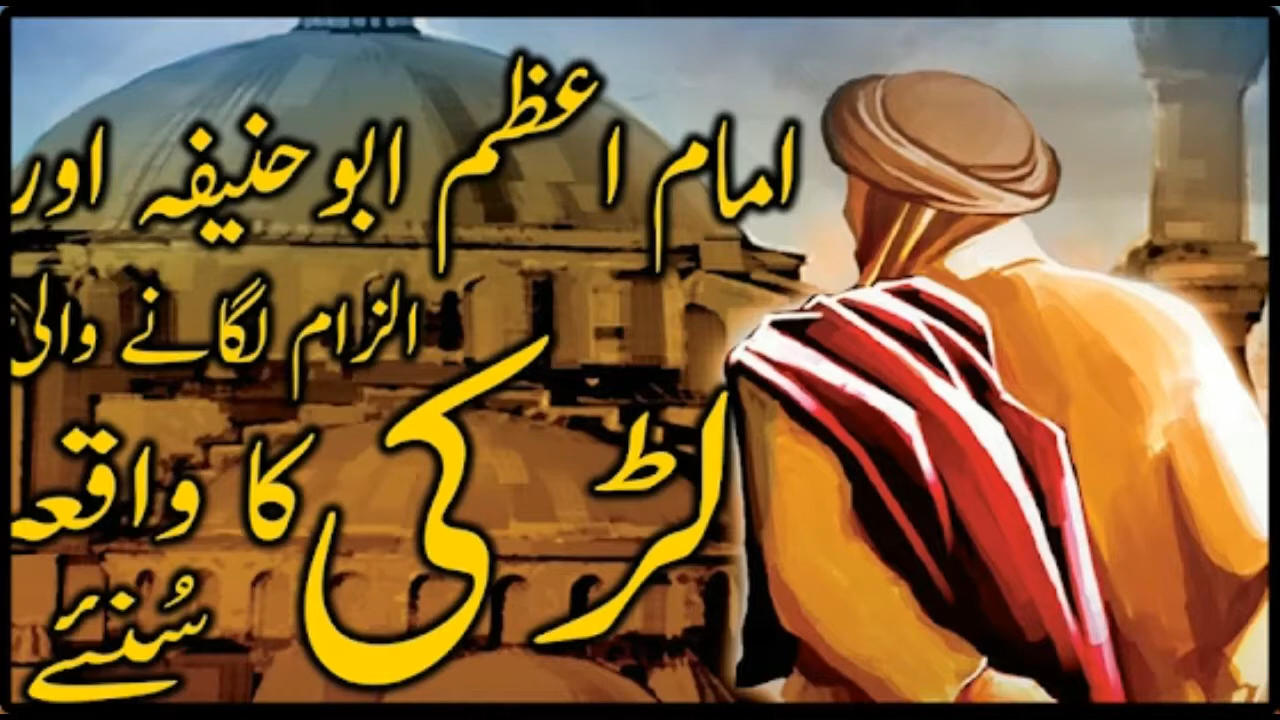 امام اعظم ابو حنیفہ اور
الزام لگانے والی
لڑکی کا واقعہ
سُنئے